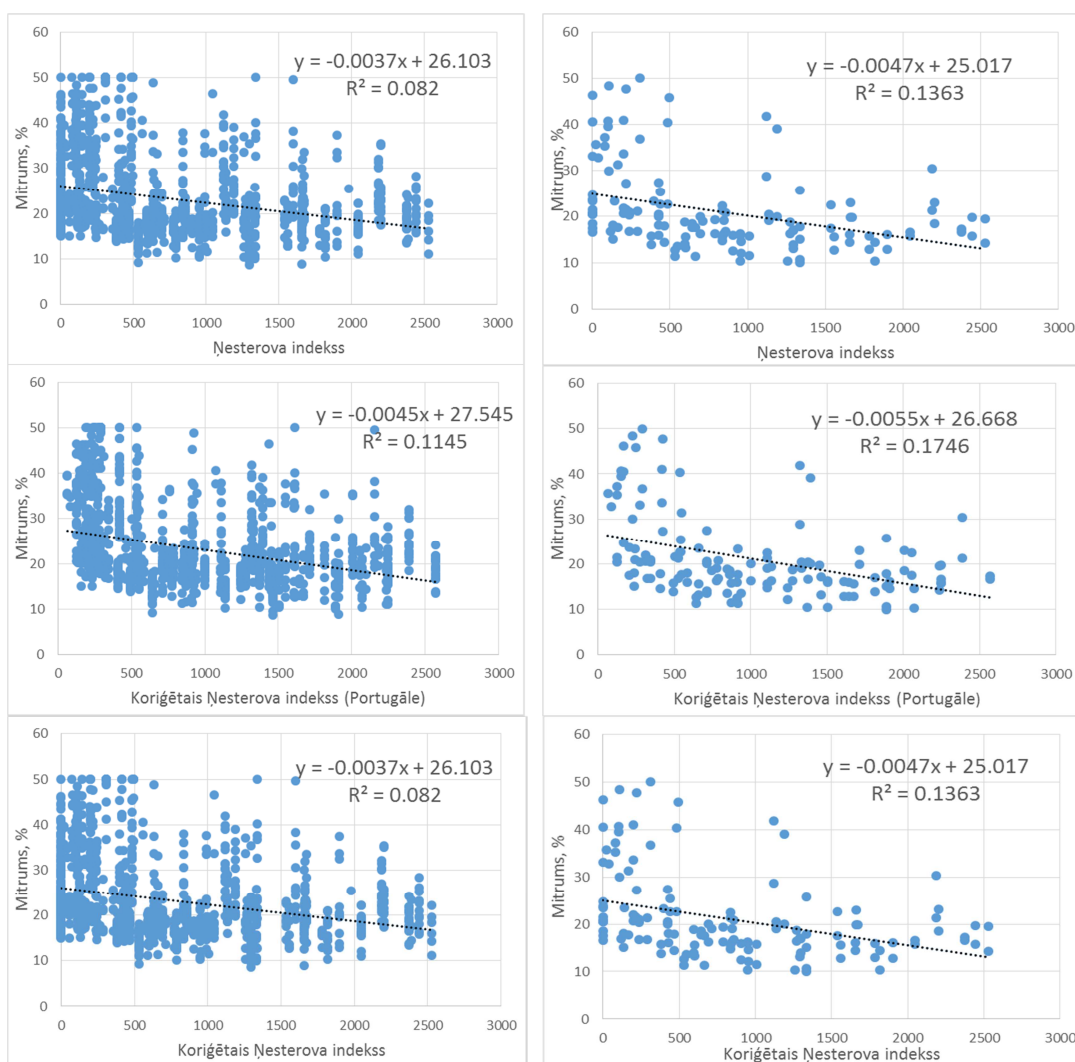 60
50
40
30
20
10
0
Mitrums, %
y = -0.0037x + 26.103
R² = 0.082
0 500 1000 1500 2000 2500 3000
Ņesterova indekss
60
50
40
30
20
10
0
Mitrums, %
y = -0.0047x + 25.017
R² = 0.1363
0 500 1000 1500 2000 2500 3000
Ņesterova indekss
60
50
40
30
20
10
0
Mitrums, %
y = -0.0045x + 27.545
R² = 0.1145
0 500 1000 1500 2000 2500 3000
Koriģētais Ņesterova indekss (Portugāle)
60
50
40
30
20
10
0
Mitrums, %
y = -0.0055x + 26.668
R² = 0.1746
0 500 1000 1500 2000 2500 3000
Koriģētais Ņesterova indekss (Portugāle)
60
50
40
30
20
10
0
Mitrums, %
y = -0.0037x + 26.103
R² = 0.082
0 500 1000 1500 2000 2500 3000
Koriģētais Ņesterova indekss
60
50
40
30
20
10
0
Mitrums, %
y = -0.0047x + 25.017
R² = 0.1363
0 500 1000 1500 2000 2500 3000
Koriģētais Ņesterova indekss